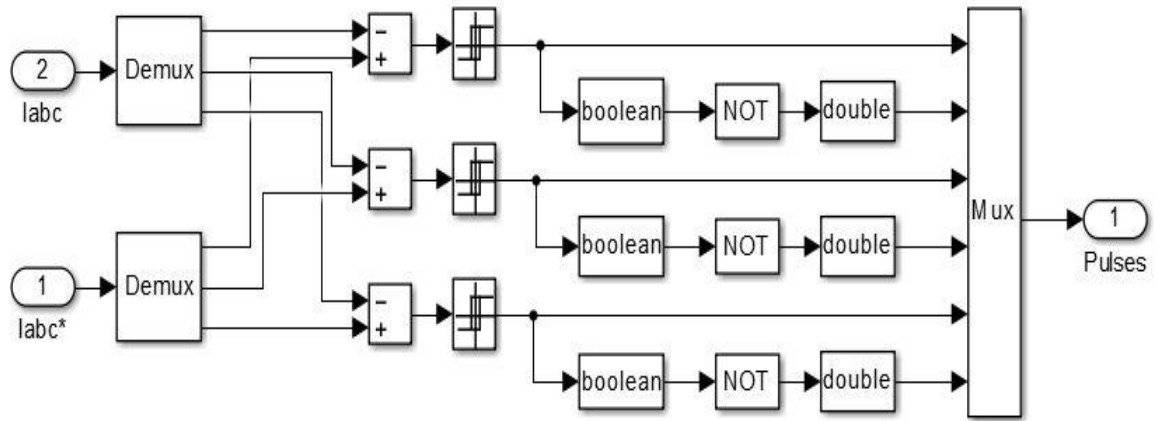 2
Iabc
Demux
-
+
boolean
NOT
double
-
+
boolean
NOT
double
Mux
1
Pulses
1
Iabc*
Demux
-
+
boolean
NOT
double